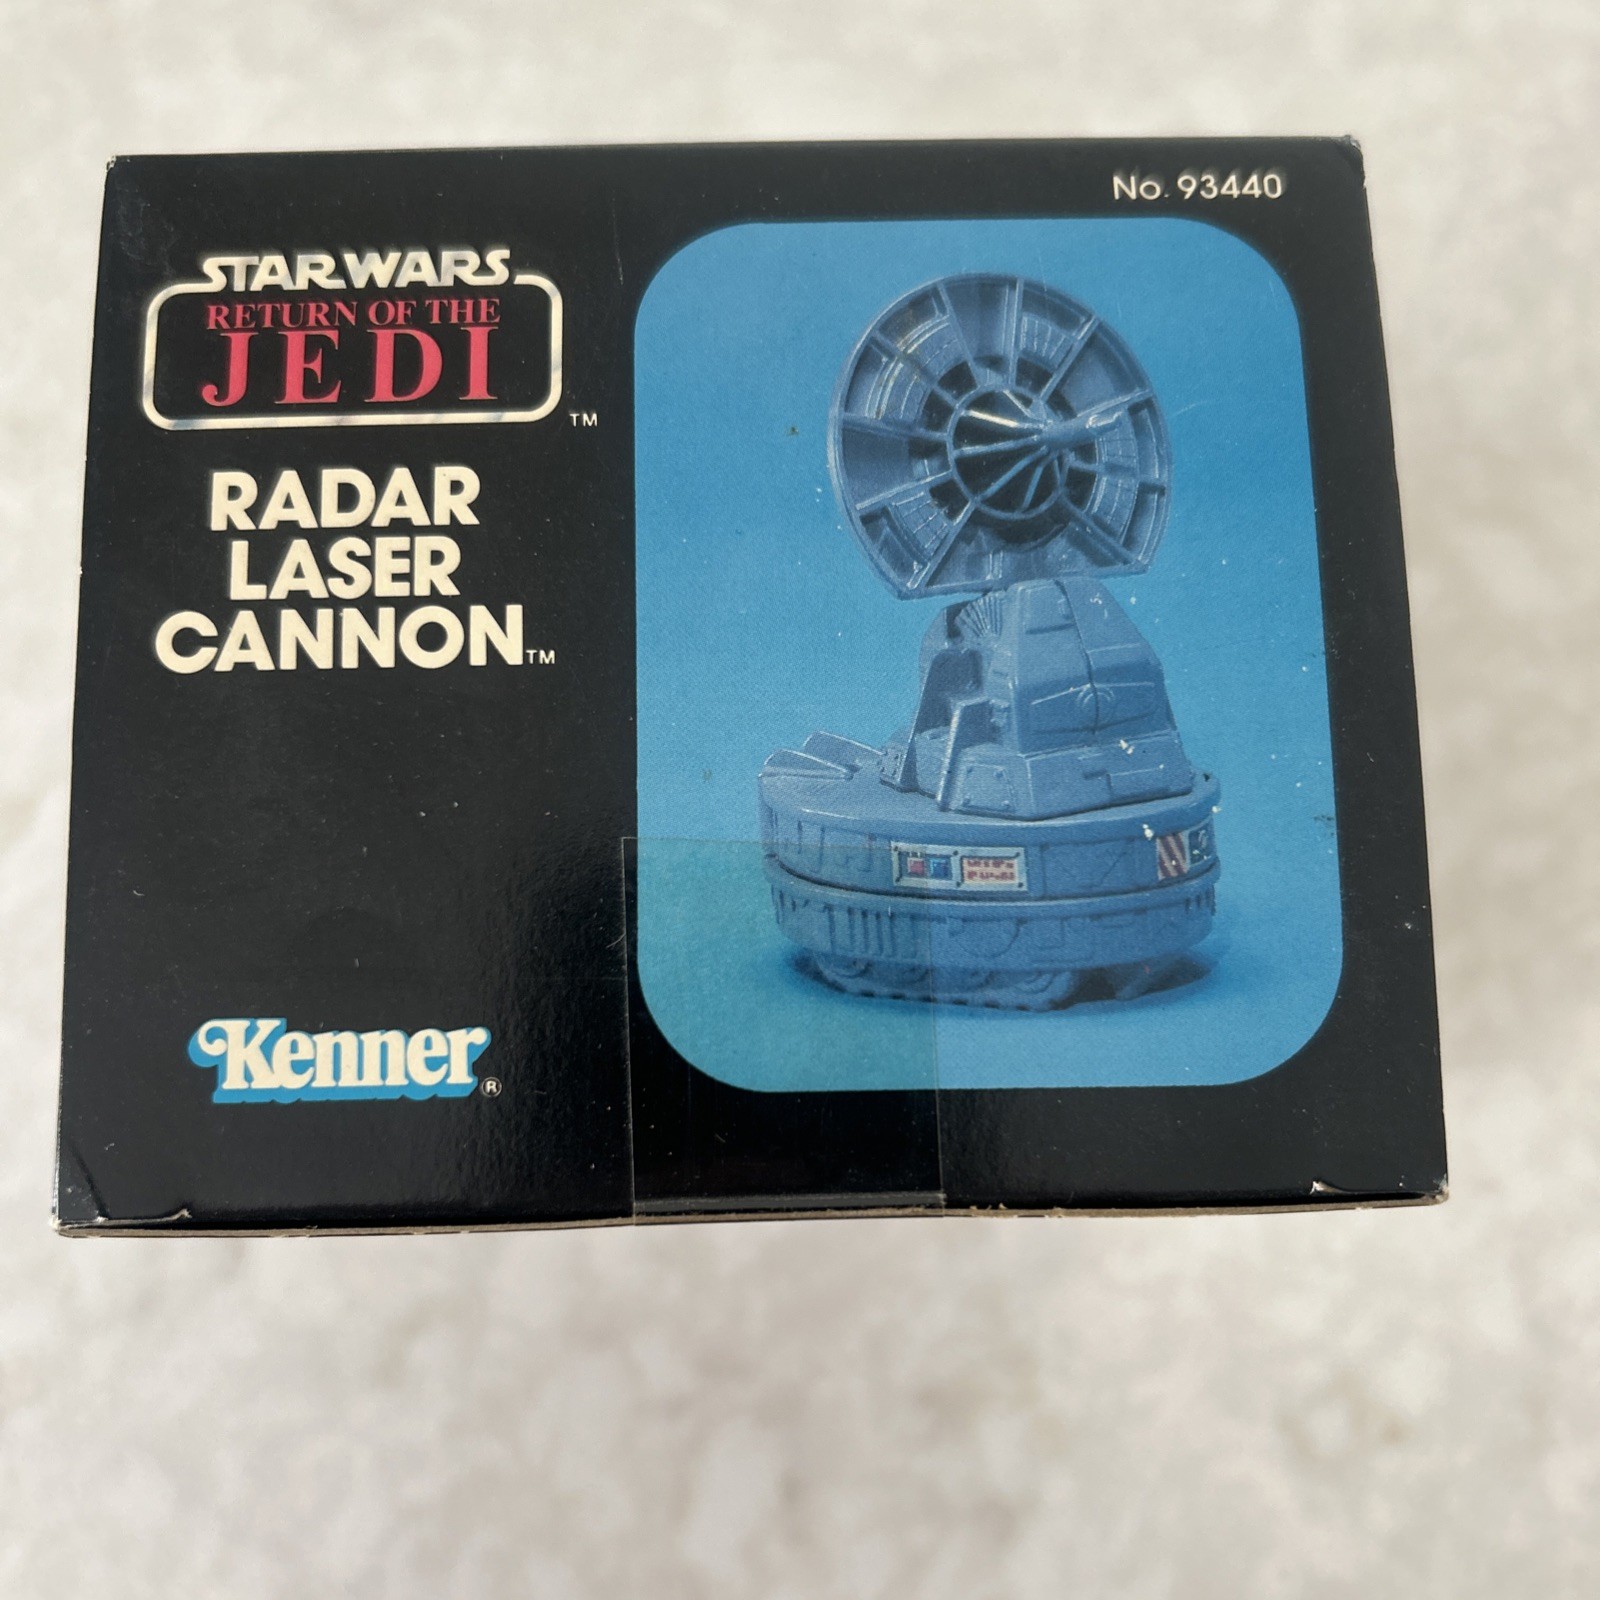 No. 93440
STAR WARS
RETURN OF THE
JEDI
TM
RADAR
LASER
CANNON TM
Kenner ®